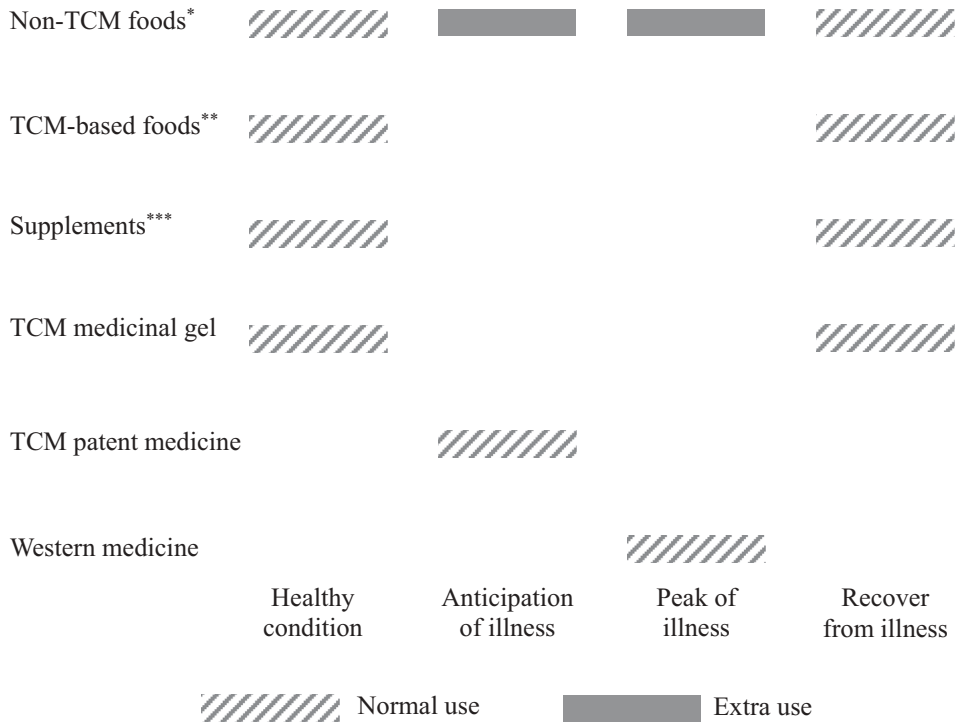 Non-TCM foods*
TCM-based foods**
Supplements***
TCM medicinal gel
TCM patent medicine
Western medicine
Healthy condition
Anticipation of illness
Peak of illness
Recover from illness
Normal use
Extra use